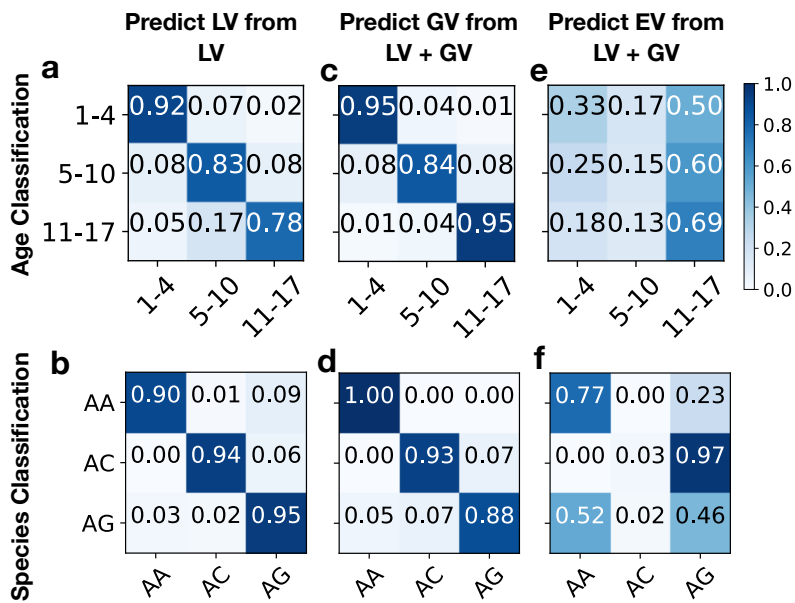 Predict LV from LV
Predict GV from LV + GV
Predict EV from LV + GV
Age Classification
a
c
e
1-4 0.92 0.07 0.02 0.95 0.04 0.01 0.33 0.17 0.50
5-10 0.08 0.83 0.08 0.08 0.84 0.08 0.25 0.15 0.60
11-17 0.05 0.17 0.78 0.01 0.04 0.95 0.18 0.13 0.69
1-4 5-10 11-17 1-4 5-10 11-17 1-4 5-10 11-17
1.0
0.8
0.6
0.4
0.2
0.0
Species Classification
b
d
f
AA 0.90 0.01 0.09 1.00 0.00 0.00 0.77 0.00 0.23
AC 0.00 0.94 0.06 0.00 0.93 0.07 0.00 0.03 0.97
AG 0.03 0.02 0.95 0.05 0.07 0.88 0.52 0.02 0.46
AA AC AG AA AC AG AA AC AG